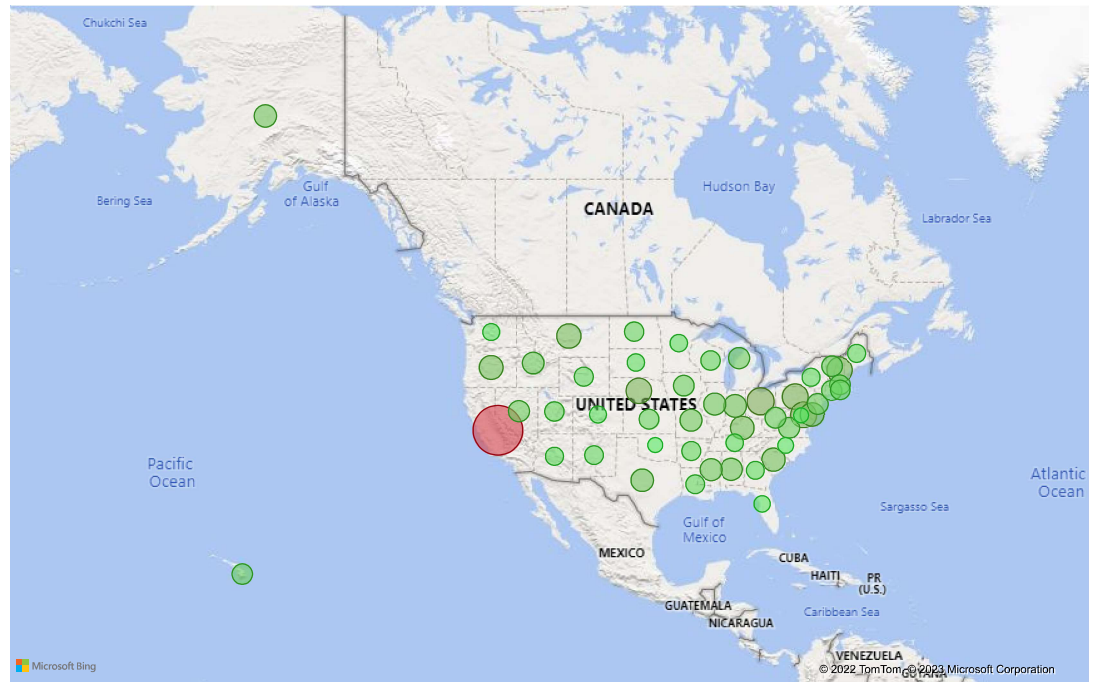 Chukchi Sea
Bering Sea
Gulf
of Alaska
Hudson Bay
CANADA
Labrador Sea
UNITED STATES
Pacific
Ocean
Atlantic
Ocean
Sargasso Sea
Gulf of
Mexico
MEXICO
CUBA
HAITI
PR
(U.S.)
GUATEMALA
Caribbean Sea
NICARAGUA
VENEZUELA
Microsoft Bing
© 2022 TomTom, © 2023 Microsoft Corporation
GUYANA